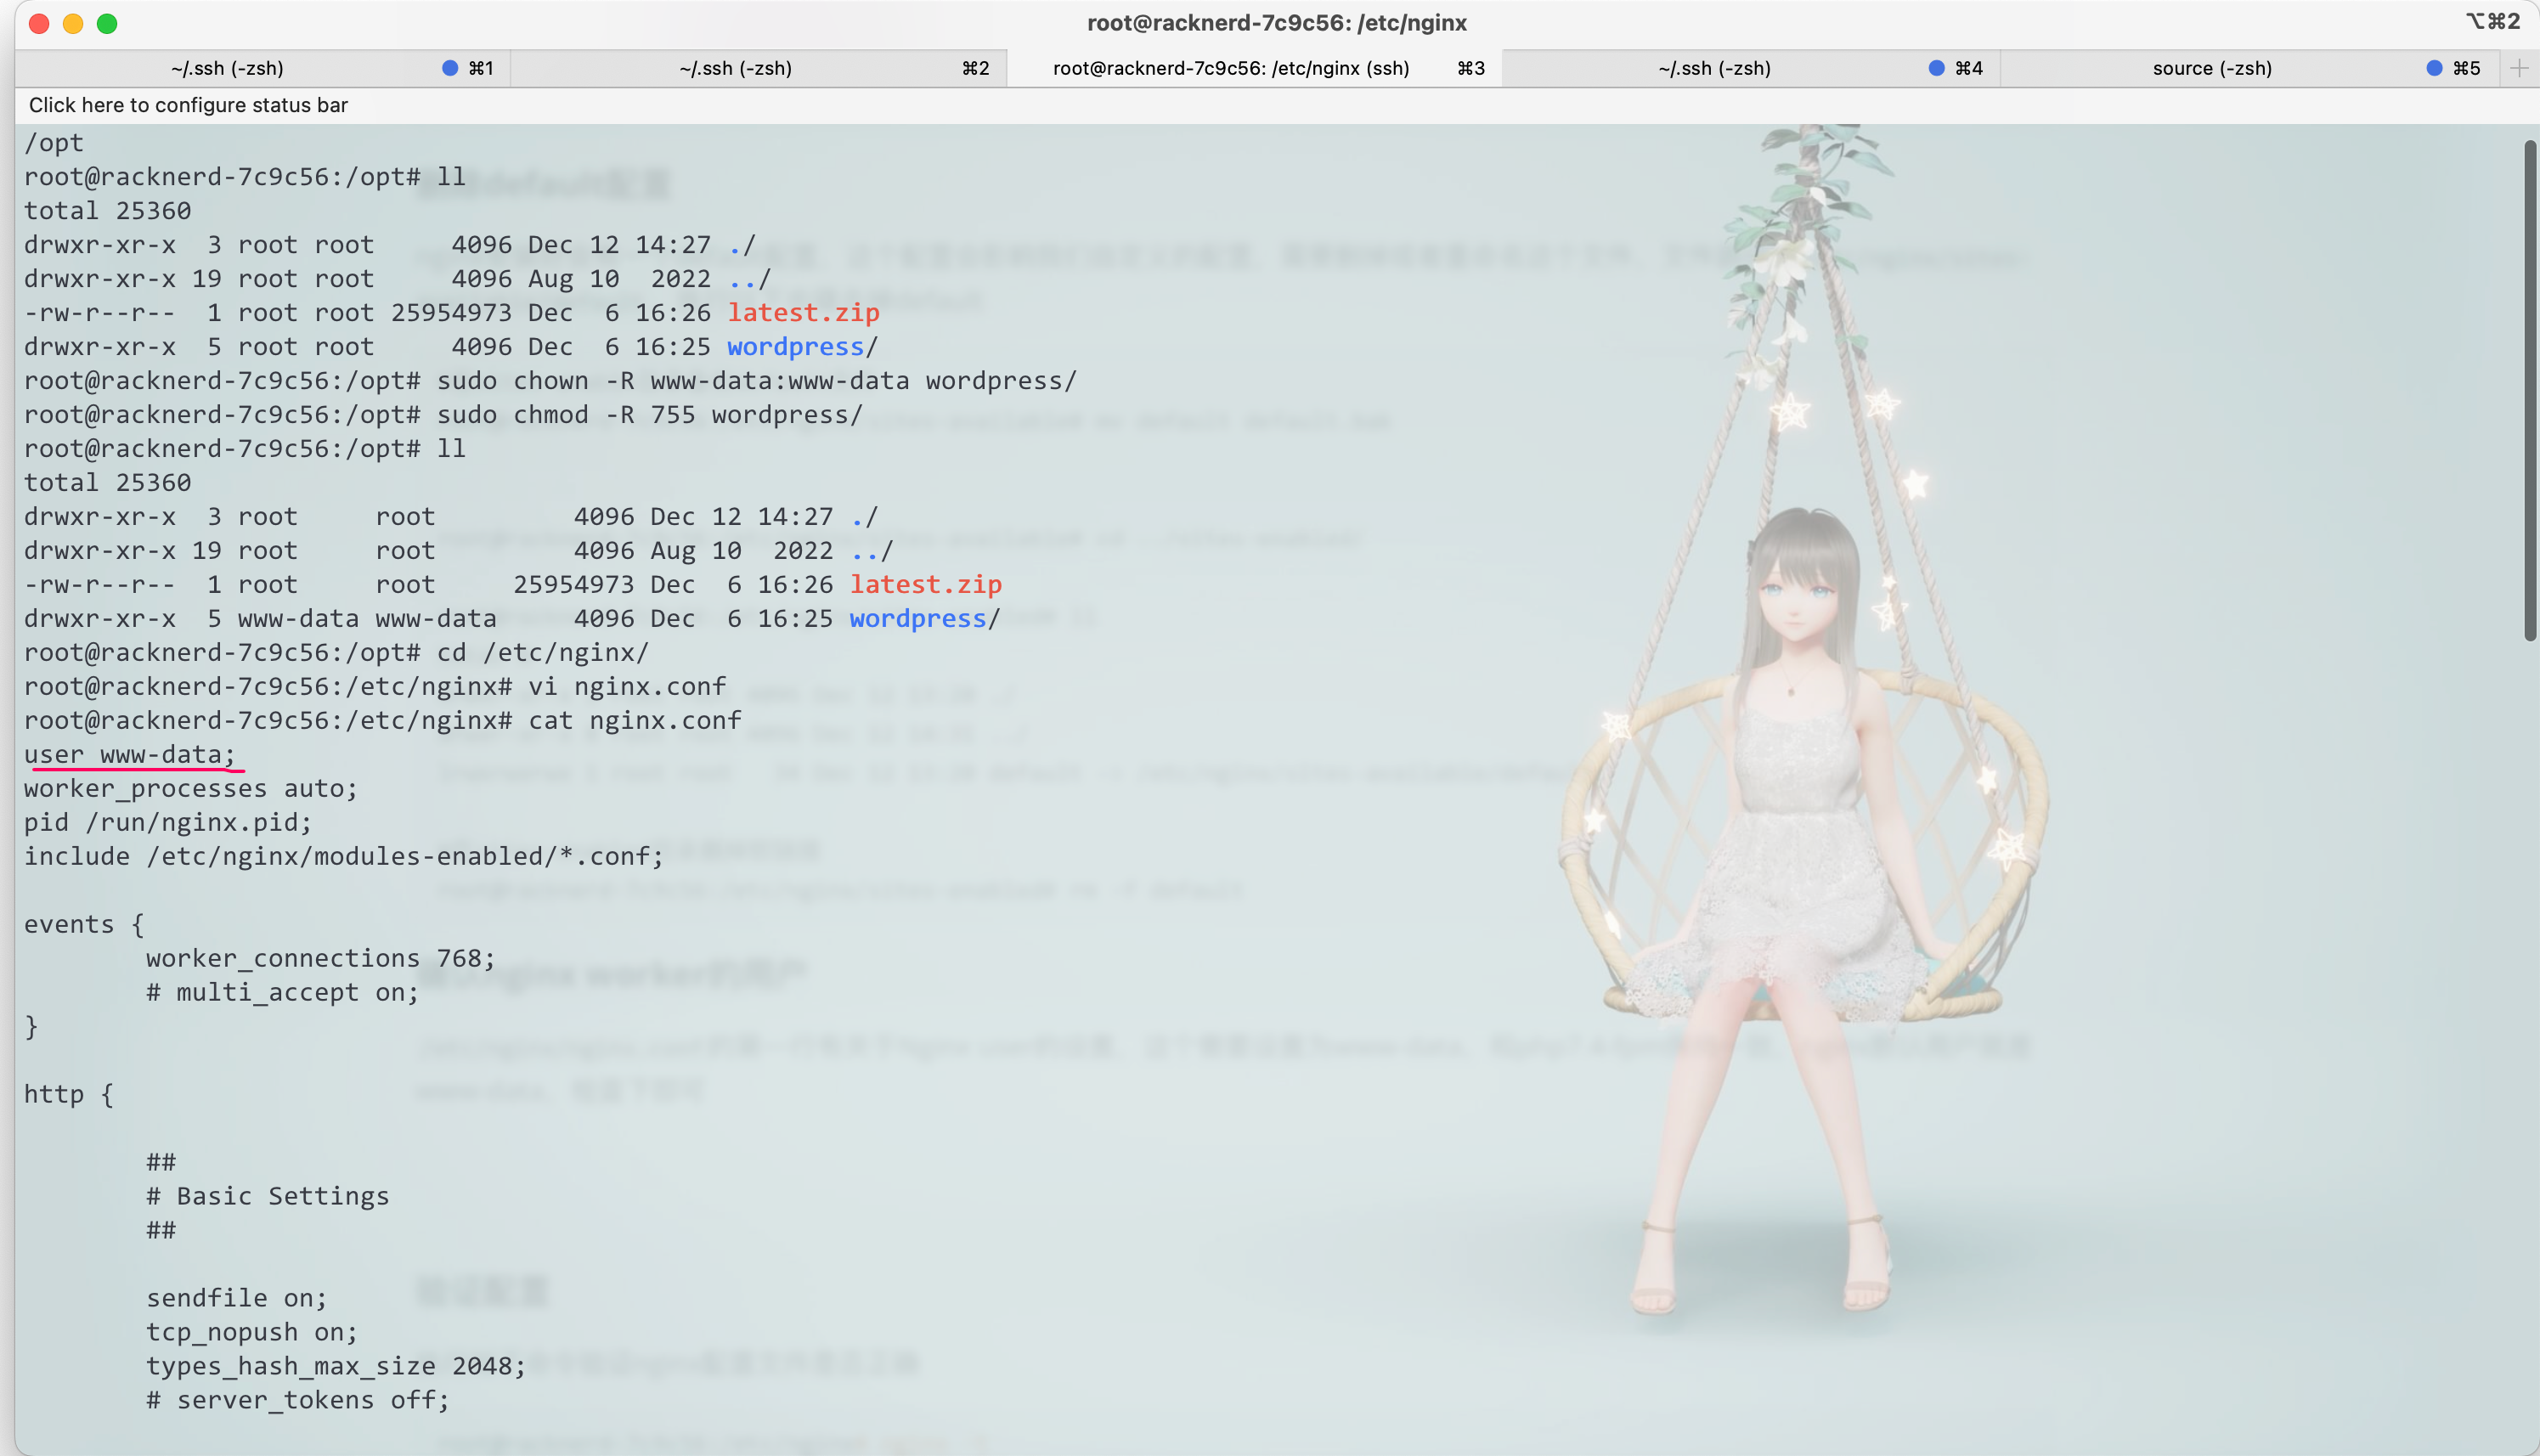 root@racknerd-7c9c56: /etc/nginx
⌥⌘2
~/.ssh (-zsh) ⌘1 ~/.ssh (-zsh) ⌘2 root@racknerd-7c9c56: /etc/nginx (ssh) ⌘3 ~/.ssh (-zsh) ⌘4 source (-zsh) ⌘5
Click here to configure status bar
/opt
root@racknerd-7c9c56:/opt# ll
total 25360
drwxr-xr-x  3 root root     4096 Dec 12 14:27 ./
drwxr-xr-x 19 root root     4096 Aug 10  2022 ../
-rw-r--r--  1 root root 25954973 Dec  6 16:26 latest.zip
drwxr-xr-x  5 root root     4096 Dec  6 16:25 wordpress/
root@racknerd-7c9c56:/opt# sudo chown -R www-data:www-data wordpress/
root@racknerd-7c9c56:/opt# sudo chmod -R 755 wordpress/
root@racknerd-7c9c56:/opt# ll
total 25360
drwxr-xr-x  3 root     root         4096 Dec 12 14:27 ./
drwxr-xr-x 19 root     root         4096 Aug 10  2022 ../
-rw-r--r--  1 root     root     25954973 Dec  6 16:26 latest.zip
drwxr-xr-x  5 www-data www-data     4096 Dec  6 16:25 wordpress/
root@racknerd-7c9c56:/opt# cd /etc/nginx/
root@racknerd-7c9c56:/etc/nginx# vi nginx.conf
root@racknerd-7c9c56:/etc/nginx# cat nginx.conf
user www-data;
worker_processes auto;
pid /run/nginx.pid;
include /etc/nginx/modules-enabled/*.conf;
events {
        worker_connections 768;
        # multi_accept on;
}
http {
        ##
        # Basic Settings
        ##
        sendfile on;
        tcp_nopush on;
        types_hash_max_size 2048;
        # server_tokens off;